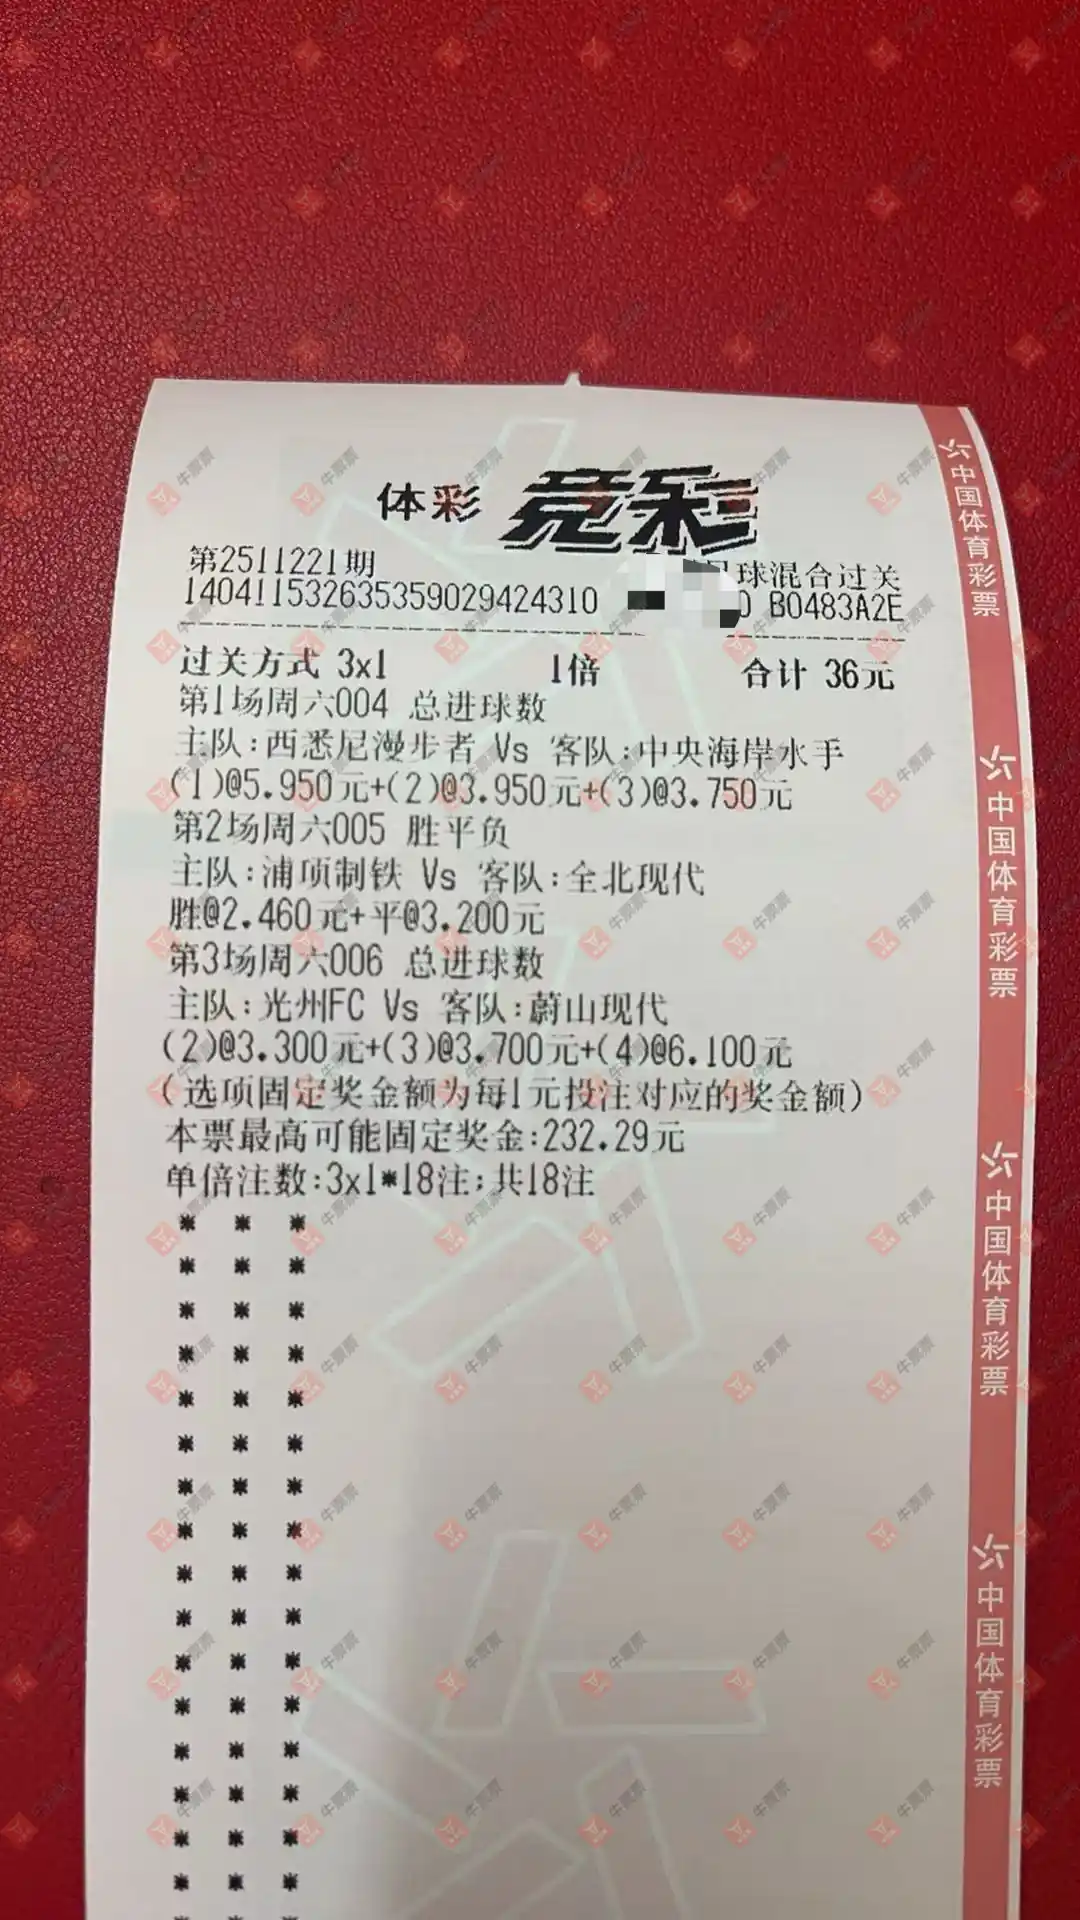 体彩 竞彩
第2511221期
足球混合过关
140411532635359029424310
0 B0483A2E
过关方式 3x1 1倍 合计 36元
第1场周六004 总进球数
主队:西悉尼漫步者 Vs 客队:中央海岸水手
(1)@5.950元+(2)@3.950元+(3)@3.750元
第2场周六005 胜平负
主队:浦项制铁 Vs 客队:全北现代
胜@2.460元+平@3.200元
第3场周六006 总进球数
主队:光州FC Vs 客队:蔚山现代
(2)@3.300元+(3)@3.700元+(4)@6.100元
(选项固定奖金额为每1元投注对应的奖金额)
本票最高可能固定奖金:232.29元
单倍注数:3x1*18注;共18注
中国体育彩票
中国体育彩票
中国体育彩票
中国体育彩票
牛票票